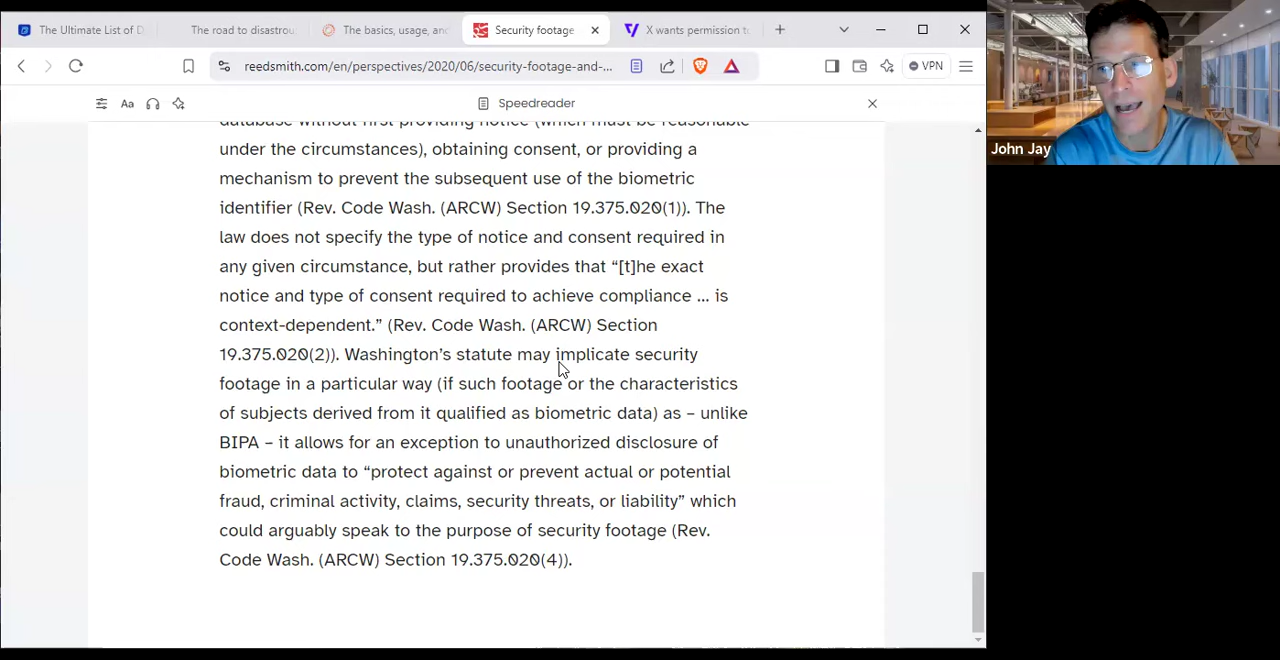 The Ultimate List of D
The road to disastrou
The basics, usage, an
Security footage
X wants permission to
reedsmith.com/en/perspectives/2020/06/security-footage-and-...
VPN
Aa
Speedreader
database without first providing notice (which must be reasonable
under the circumstances), obtaining consent, or providing a
mechanism to prevent the subsequent use of the biometric
identifier (Rev. Code Wash. (ARCW) Section 19.375.020(1)). The
law does not specify the type of notice and consent required in
any given circumstance, but rather provides that “[t]he exact
notice and type of consent required to achieve compliance ... is
context-dependent.” (Rev. Code Wash. (ARCW) Section
19.375.020(2)). Washington’s statute may implicate security
footage in a particular way (if such footage or the characteristics
of subjects derived from it qualified as biometric data) as – unlike
BIPA – it allows for an exception to unauthorized disclosure of
biometric data to “protect against or prevent actual or potential
fraud, criminal activity, claims, security threats, or liability” which
could arguably speak to the purpose of security footage (Rev.
Code Wash. (ARCW) Section 19.375.020(4)).
John Jay